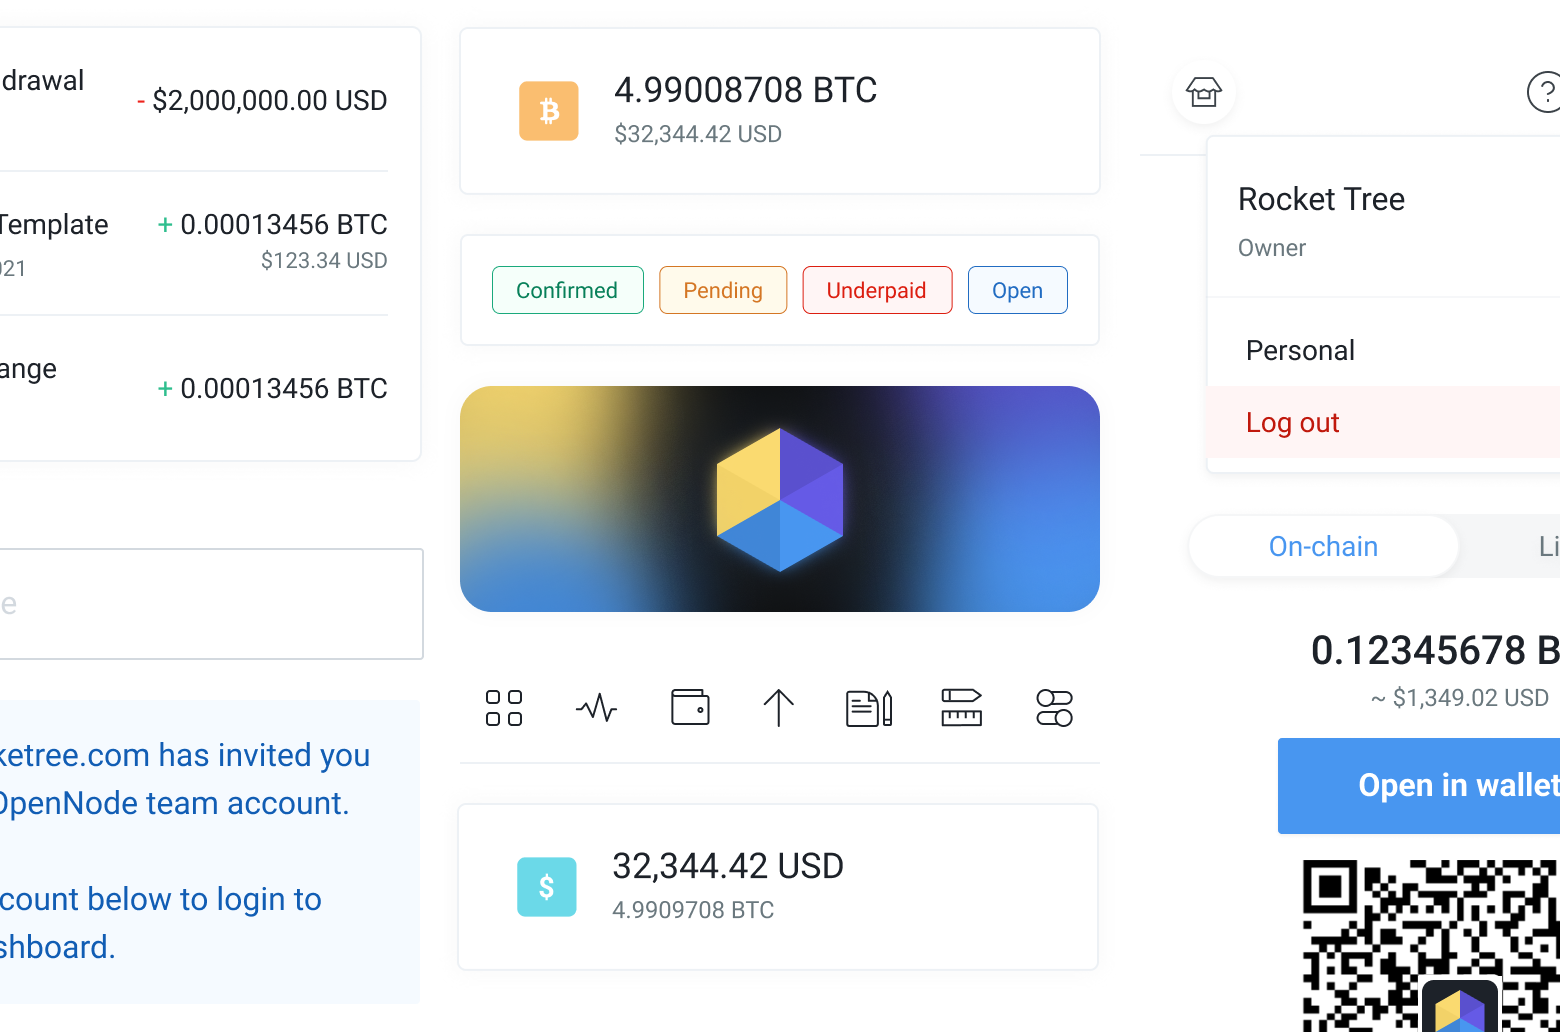 drawal
- $2,000,000.00 USD
Template
+ 0.00013456 BTC
021
$123.34 USD
ange
+ 0.00013456 BTC
e
ketree.com has invited you
OpenNode team account.
count below to login to
shboard.
4.99008708 BTC
$32,344.42 USD
Confirmed
Pending
Underpaid
Open
$
32,344.42 USD
4.9909708 BTC
?
Rocket Tree
Owner
Personal
Log out
On-chain
Li
0.12345678 B
~ $1,349.02 USD
Open in wallet